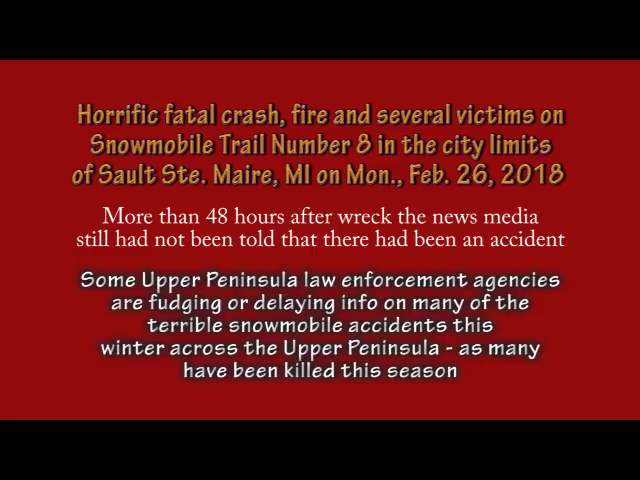 Horrific fatal crash, fire and several victims on
Snowmobile Trail Number 8 in the city limits
of Sault Ste. Maire, MI on Mon., Feb. 26, 2018
More than 48 hours after wreck the news media
still had not been told that there had been an accident
Some Upper Peninsula law enforcement agencies
are fudging or delaying info on many of the
terrible snowmobile accidents this
winter across the Upper Peninsula - as many
have been killed this season